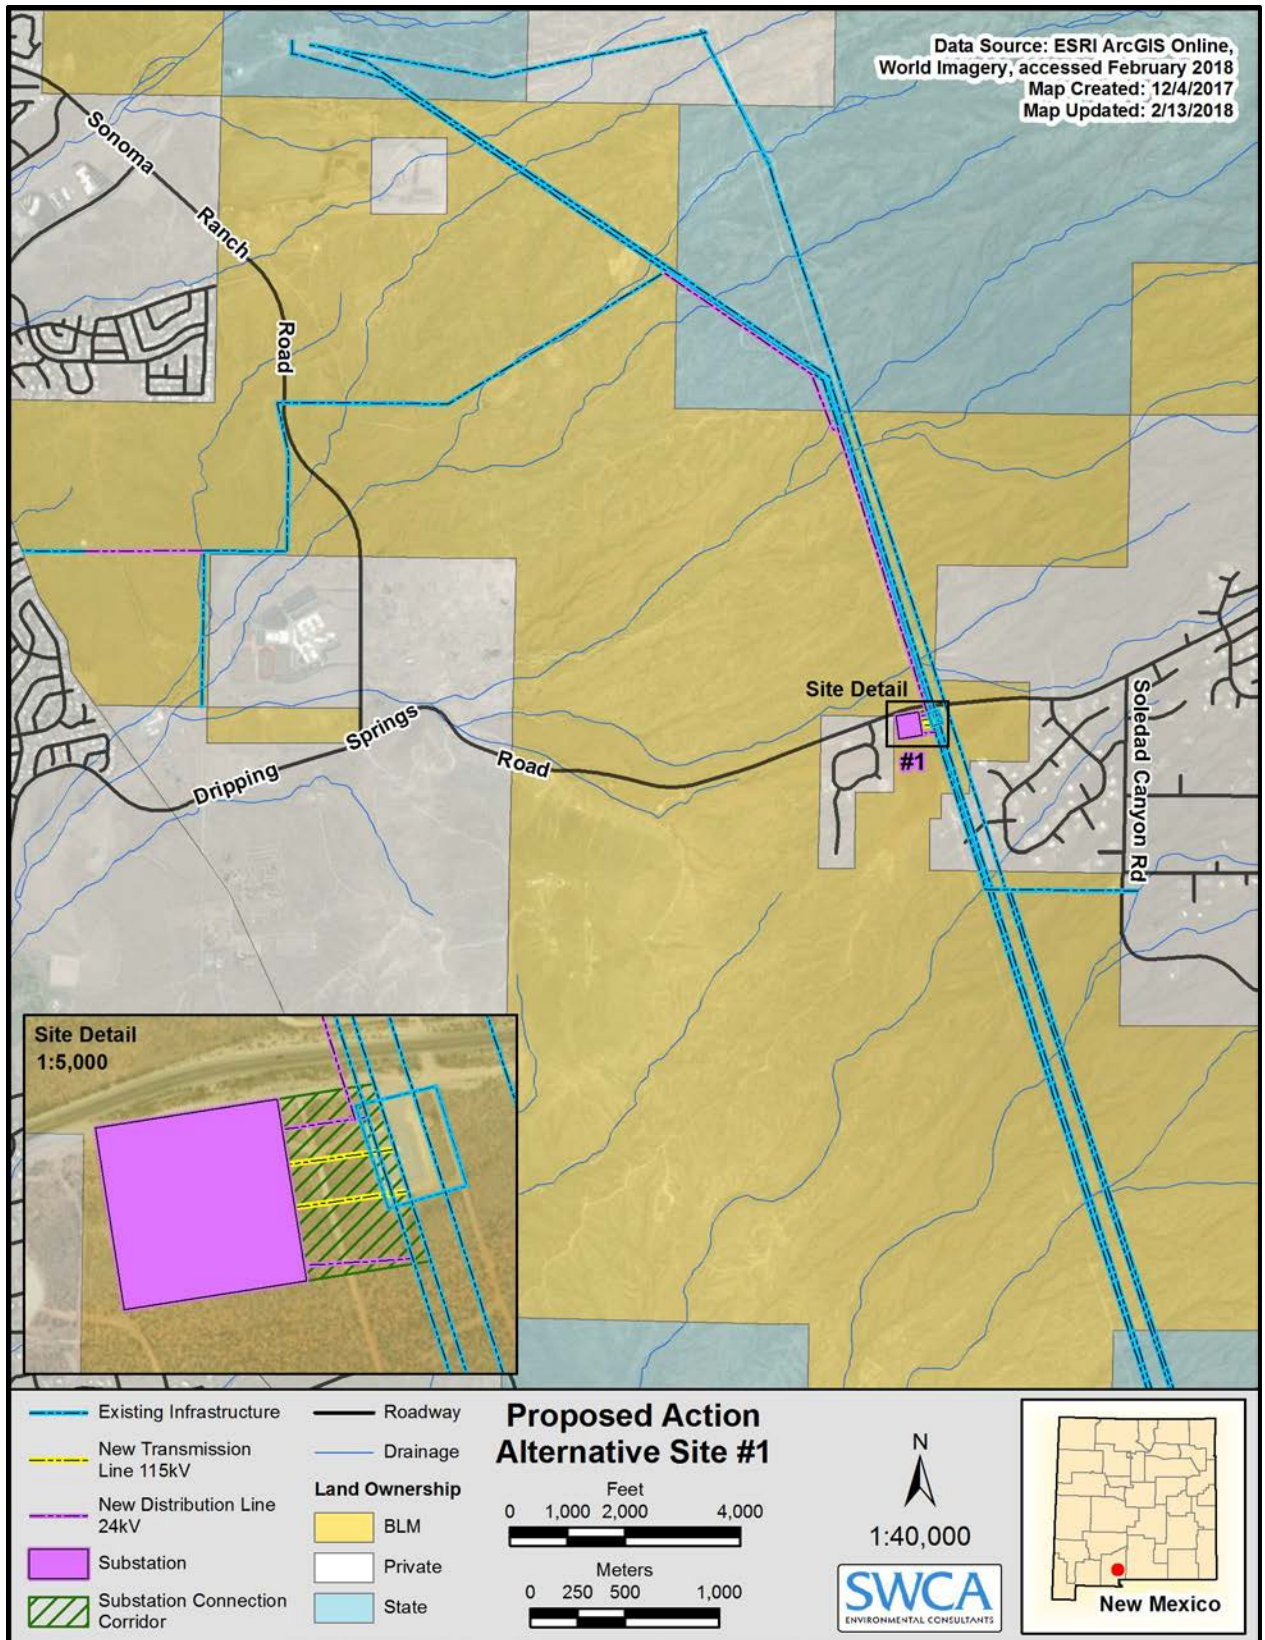 Data Source: ESRI ArcGIS Online,
World Imagery, accessed February 2018
Map Created: 12/4/2017
Map Updated: 2/13/2018
Sonoma
Ranch
Road
Site Detail
#1
Soledad Canyon Rd
Dripping
Springs
Road
Site Detail
1:5,000
Existing Infrastructure
New Transmission
Line 115kV
New Distribution Line
24kV
Substation
Substation Connection
Corridor
Roadway
Drainage
Land Ownership
BLM
Private
State
Proposed Action
Alternative Site #1
Feet
0 1,000 2,000 4,000
Meters
0 250 500 1,000
N
1:40,000
SWCA
ENVIRONMENTAL CONSULTANTS
New Mexico